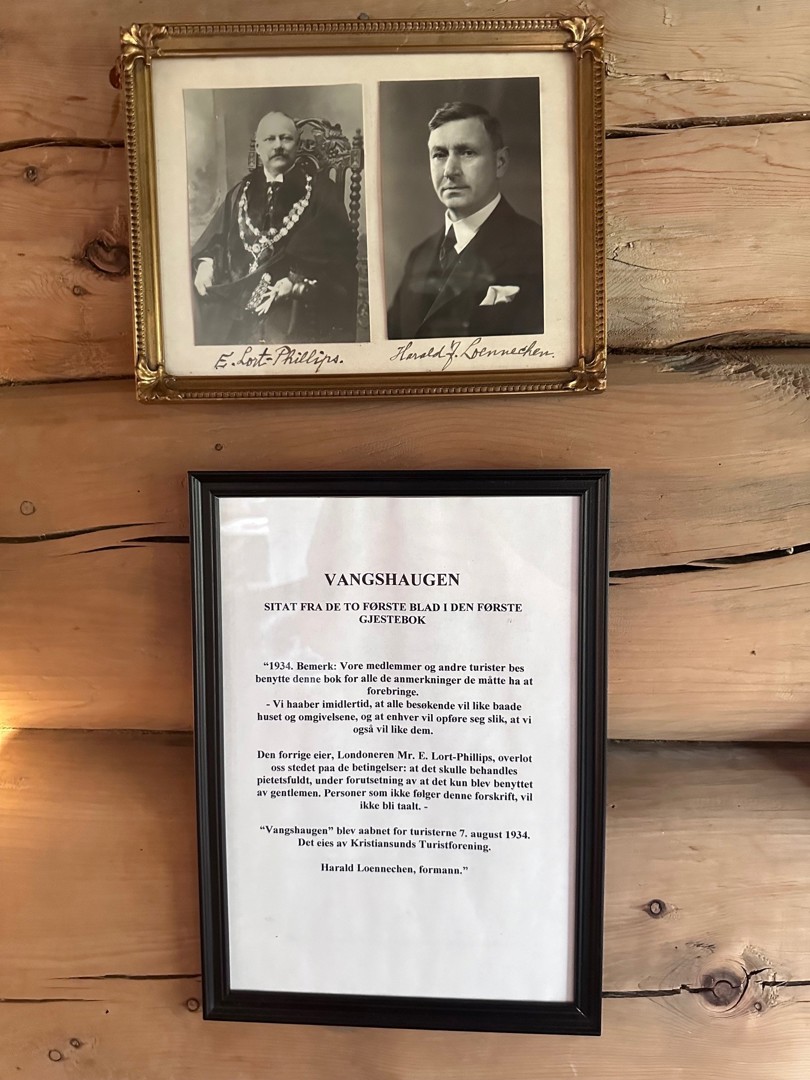 E. Lort-Phillips.
Harald J. Loennechen.
VANGSHAUGEN
SITAT FRA DE TO FØRSTE BLAD I DEN FØRSTE
GJESTEBOK
“1934. Bemerk: Vore medlemmer og andre turister bes
benytte denne bok for alle de anmerkninger de måtte ha at
forebringe.
- Vi haaber imidlertid, at alle besøkende vil like baade
huset og omgivelsene, og at enhver vil opføre seg slik, at vi
også vil like dem.
Den forrige eier, Londoneren Mr. E. Lort-Phillips, overlot
oss stedet paa de betingelser: at det skulle behandles
pietetsfuldt, under forutsetning av at det kun blev benyttet
av gentlemen. Personer som ikke følger denne forskrift, vil
ikke bli taalt. -
“Vangshaugen” blev aabnet for turisterne 7. august 1934.
Det eies av Kristiansunds Turistforening.
Harald Loennechen, formann.”